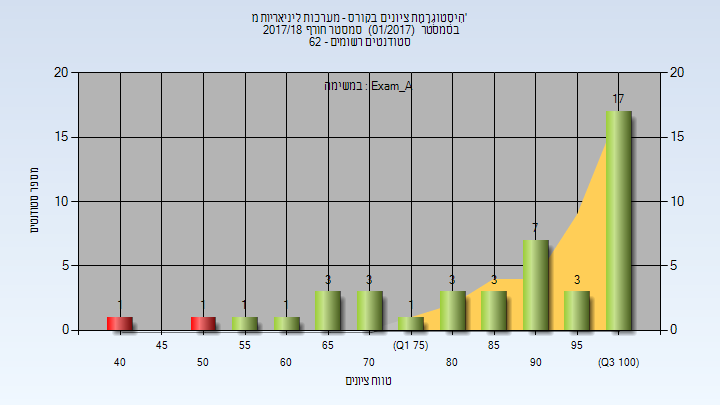 היסטוגרמת ציונים בקורס - מערכות ליניאריות מ'
בסמסטר (01/2017) סמסטר חורף 2017/18
סטודנטים רשומים - 62
במשימה : Exam_A
20 20
15 15
10 10
5 5
0 0
מספר סטודנטים
1 1 1 1 3 3 1 3 3 7 3 17
45 55 65 (Q1 75) 85 95
40 50 60 70 80 90 (Q3 100)
טווח ציונים